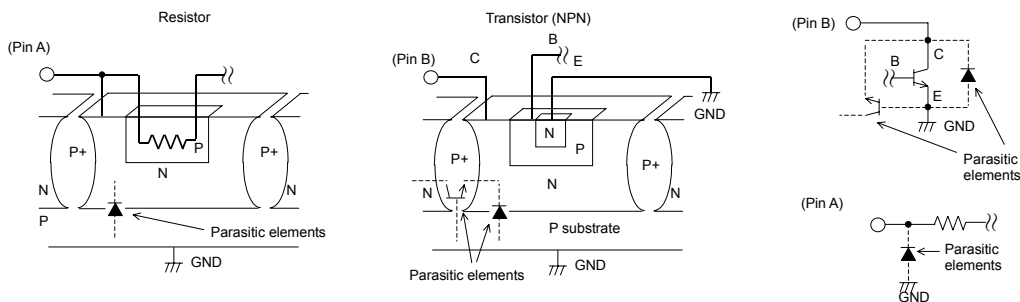 Resistor
(Pin A)
P+
P
P+
N
N
N
P
Parasitic elements
GND
Transistor (NPN)
(Pin B)
C
B
E
GND
N
P
P+
P+
N
N
N
P substrate
Parasitic elements
GND
(Pin B)
C
B
E
GND
Parasitic
elements
(Pin A)
Parasitic
elements
GND